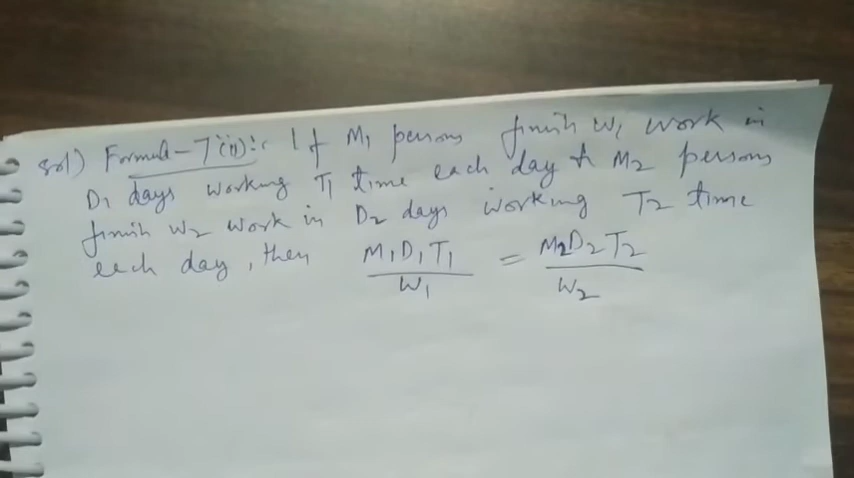 Sol) Formul-7(ii):- If M1 persons finish W1 work in
D1 days working T1 time each day & M2 persons
finish W2 work in D2 days working T2 time
each day, then M1D1T1/W1 = M2D2T2/W2